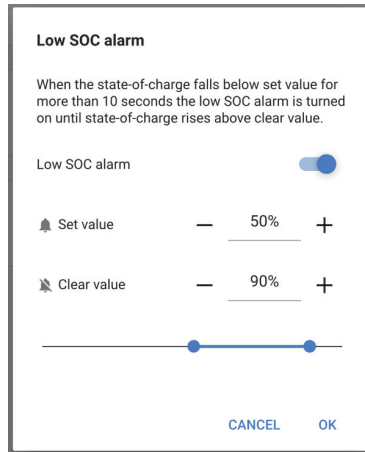 Low SOC alarm
When the state-of-charge falls below set value for
more than 10 seconds the low SOC alarm is turned
on until state-of-charge rises above clear value.
Low SOC alarm
Set value 50%
Clear value 90%
CANCEL OK